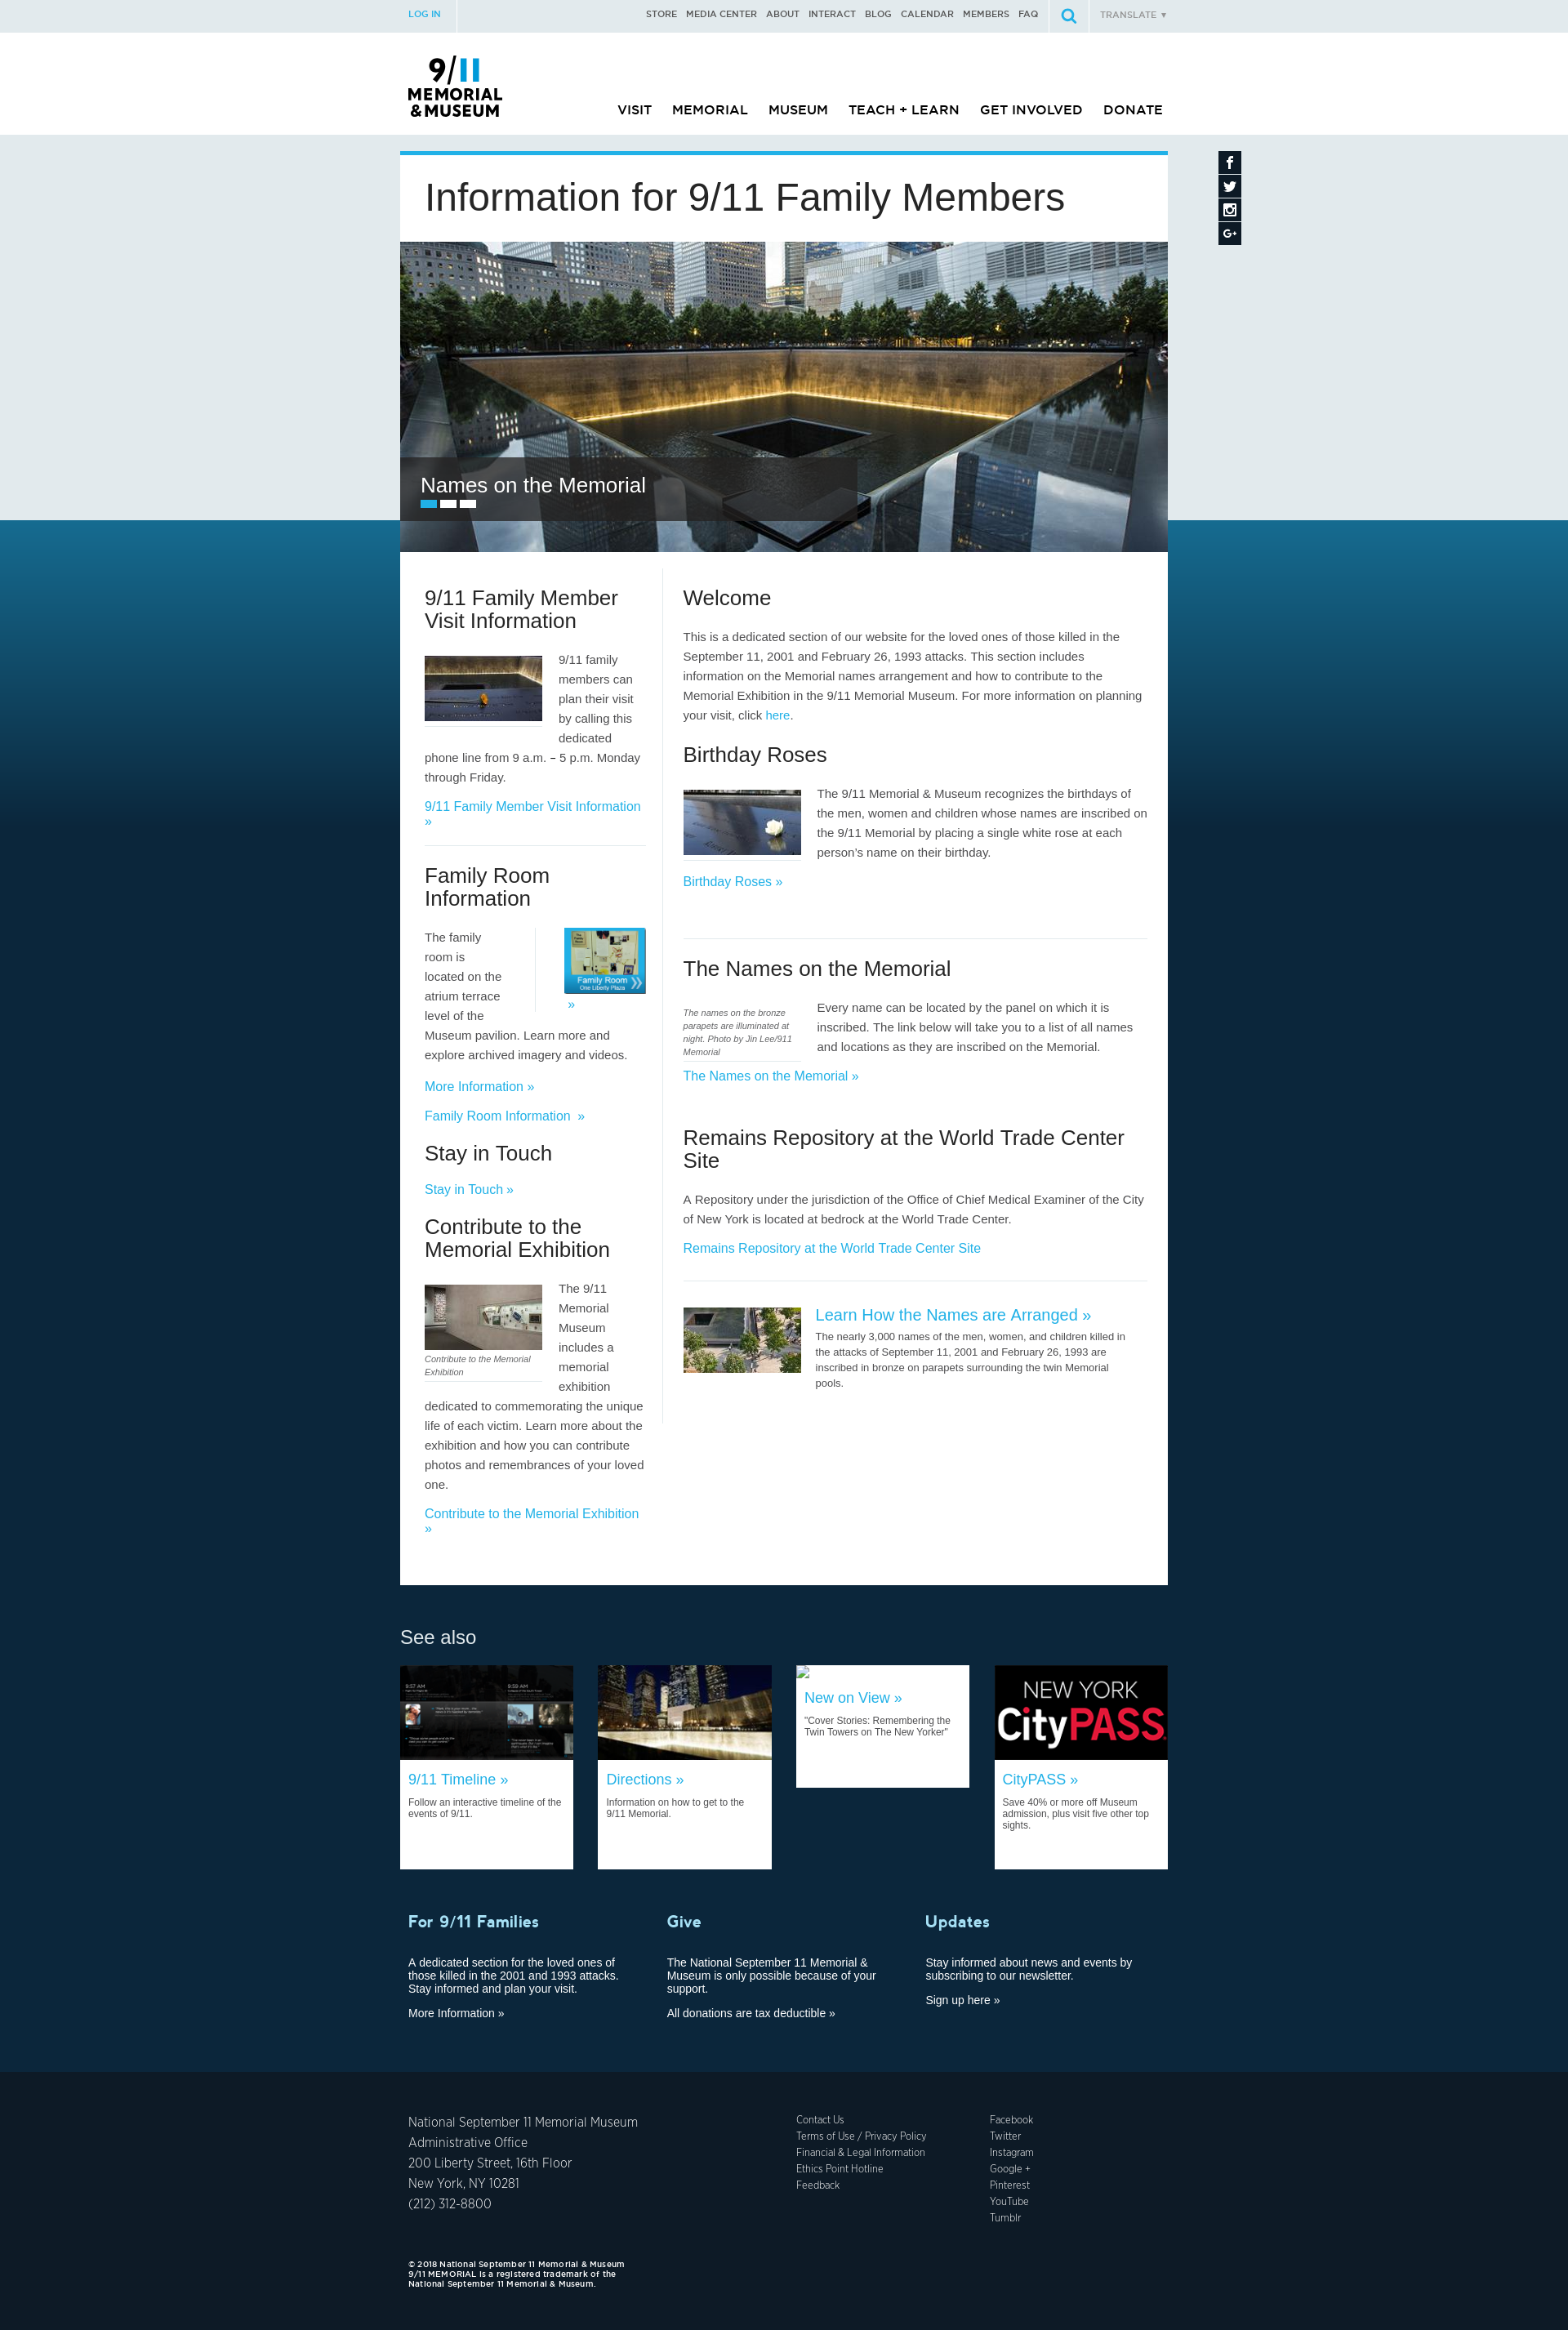 LOG IN
STORE MEDIA CENTER ABOUT INTERACT BLOG CALENDAR MEMBERS FAQ
TRANSLATE ▼
9/11
MEMORIAL
&MUSEUM
VISIT MEMORIAL MUSEUM TEACH + LEARN GET INVOLVED DONATE
Information for 9/11 Family Members
Names on the Memorial
9/11 Family Member
Visit Information
9/11 family
members can
plan their visit
by calling this
dedicated
phone line from 9 a.m. – 5 p.m. Monday
through Friday.
9/11 Family Member Visit Information
»
Family Room
Information
The family
room is
located on the
atrium terrace
level of the
Museum pavilion. Learn more and
explore archived imagery and videos.
Family Room
One Liberty Plaza
»
More Information »
Family Room Information »
Stay in Touch
Stay in Touch »
Contribute to the
Memorial Exhibition
Contribute to the Memorial
Exhibition
The 9/11
Memorial
Museum
includes a
memorial
exhibition
dedicated to commemorating the unique
life of each victim. Learn more about the
exhibition and how you can contribute
photos and remembrances of your loved
one.
Contribute to the Memorial Exhibition
»
Welcome
This is a dedicated section of our website for the loved ones of those killed in the
September 11, 2001 and February 26, 1993 attacks. This section includes
information on the Memorial names arrangement and how to contribute to the
Memorial Exhibition in the 9/11 Memorial Museum. For more information on planning
your visit, click here.
Birthday Roses
The 9/11 Memorial & Museum recognizes the birthdays of
the men, women and children whose names are inscribed on
the 9/11 Memorial by placing a single white rose at each
person’s name on their birthday.
Birthday Roses »
The Names on the Memorial
The names on the bronze
parapets are illuminated at
night. Photo by Jin Lee/911
Memorial
Every name can be located by the panel on which it is
inscribed. The link below will take you to a list of all names
and locations as they are inscribed on the Memorial.
The Names on the Memorial »
Remains Repository at the World Trade Center
Site
A Repository under the jurisdiction of the Office of Chief Medical Examiner of the City
of New York is located at bedrock at the World Trade Center.
Remains Repository at the World Trade Center Site
Learn How the Names are Arranged »
The nearly 3,000 names of the men, women, and children killed in
the attacks of September 11, 2001 and February 26, 1993 are
inscribed in bronze on parapets surrounding the twin Memorial
pools.
See also
9:57 AM
9:59 AM
9/11 Timeline »
Follow an interactive timeline of the
events of 9/11.
Directions »
Information on how to get to the
9/11 Memorial.
New on View »
"Cover Stories: Remembering the
Twin Towers on The New Yorker"
NEW YORK
CityPASS
CityPASS »
Save 40% or more off Museum
admission, plus visit five other top
sights.
For 9/11 Families
A dedicated section for the loved ones of
those killed in the 2001 and 1993 attacks.
Stay informed and plan your visit.
More Information »
Give
The National September 11 Memorial &
Museum is only possible because of your
support.
All donations are tax deductible »
Updates
Stay informed about news and events by
subscribing to our newsletter.
Sign up here »
National September 11 Memorial Museum
Administrative Office
200 Liberty Street, 16th Floor
New York, NY 10281
(212) 312-8800
Contact Us
Terms of Use / Privacy Policy
Financial & Legal Information
Ethics Point Hotline
Feedback
Facebook
Twitter
Instagram
Google +
Pinterest
YouTube
Tumblr
© 2018 National September 11 Memorial & Museum
9/11 MEMORIAL is a registered trademark of the
National September 11 Memorial & Museum.